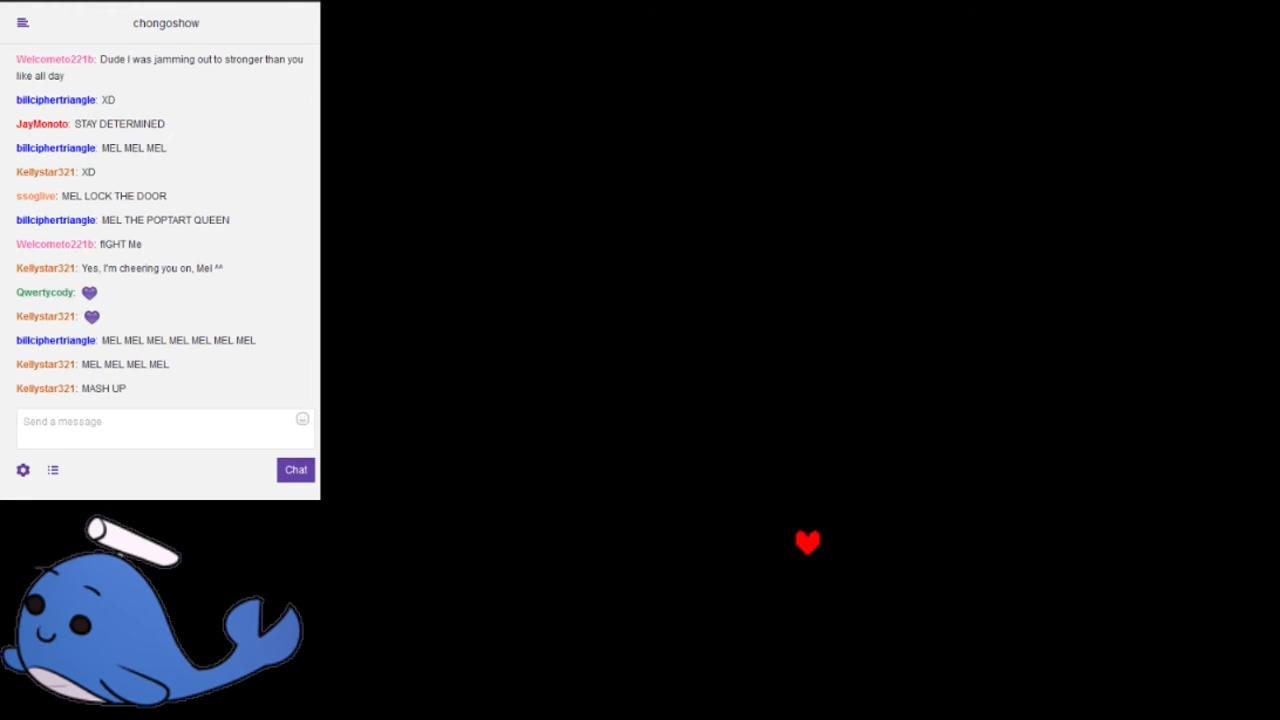 chongoshow
Welcometo221b: Dude I was jamming out to stronger than you
like all day
billciphertriangle: XD
JayMonoto: STAY DETERMINED
billciphertriangle: MEL MEL MEL
Kellystar321: XD
ssoglive: MEL LOCK THE DOOR
billciphertriangle: MEL THE POPTART QUEEN
Welcometo221b: fIGHT Me
Kellystar321: Yes, I'm cheering you on, Mel ^^
Qwertycody:
Kellystar321:
billciphertriangle: MEL MEL MEL MEL MEL MEL MEL
Kellystar321: MEL MEL MEL MEL
Kellystar321: MASH UP
Send a message
Chat